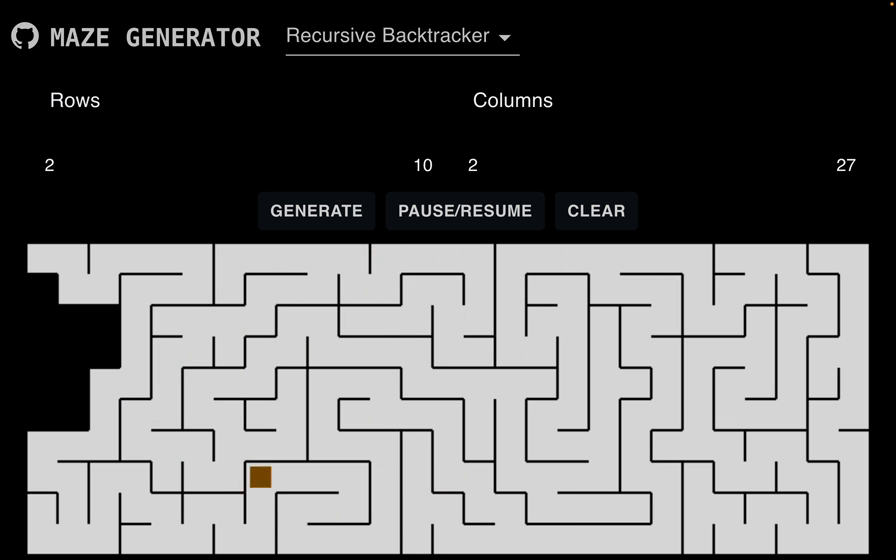 MAZE GENERATOR Recursive Backtracker
Rows Columns
2 10 2 27
GENERATE PAUSE/RESUME CLEAR